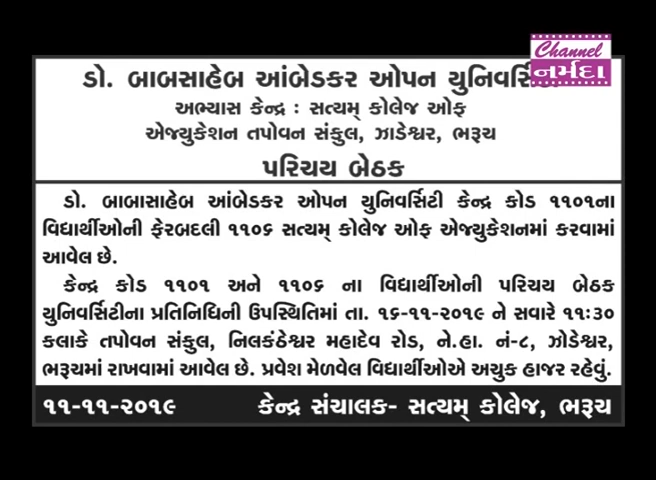 Channel
નર્મદા
ડો. બાબસાહેબ આંબેડકર ઓપન
અભ્યાસ કેન્દ્ર : સત્યમ્ કોલેજ ઓફ
એજ્યુકેશન તપોવન સંકુલ, ઝાડેશ્વર, ભરૂચ
પરિચય બેઠક
ડો. બાબાસાહેબ આંબેડકર ઓપન યુનિવર્સિટી કેન્દ્ર કોડ ૧૧૦૧ના
વિદ્યાર્થીઓની ફેરબદલી ૧૧૦૬ સત્યમ્ કોલેજ ઓફ એજ્યુકેશનમાં કરવામાં
આવેલ છે.
કેન્દ્ર કોડ ૧૧૦૧ અને ૧૧૦૬ ના વિદ્યાર્થીઓની પરિચય બેઠક
યુનિવર્સિટીના પ્રતિનિધિની ઉપસ્થિતિમાં તા. ૧૬-૧૧-૨૦૧૯ ને સવારે ૧૧:૩૦
કલાકે તપોવન સંકુલ, નિલકંઠેશ્વર મહાદેવ રોડ, ને.હા. નં-૮, ઝોડેશ્વર,
ભરૂચમાં રાખવામાં આવેલ છે. પ્રવેશ મેળવેલ વિદ્યાર્થીઓએ અચુક હાજર રહેવું.
૧૧-૧૧-૨૦૧૯ કેન્દ્ર સંચાલક- સત્યમ્ કોલેજ, ભરૂચ